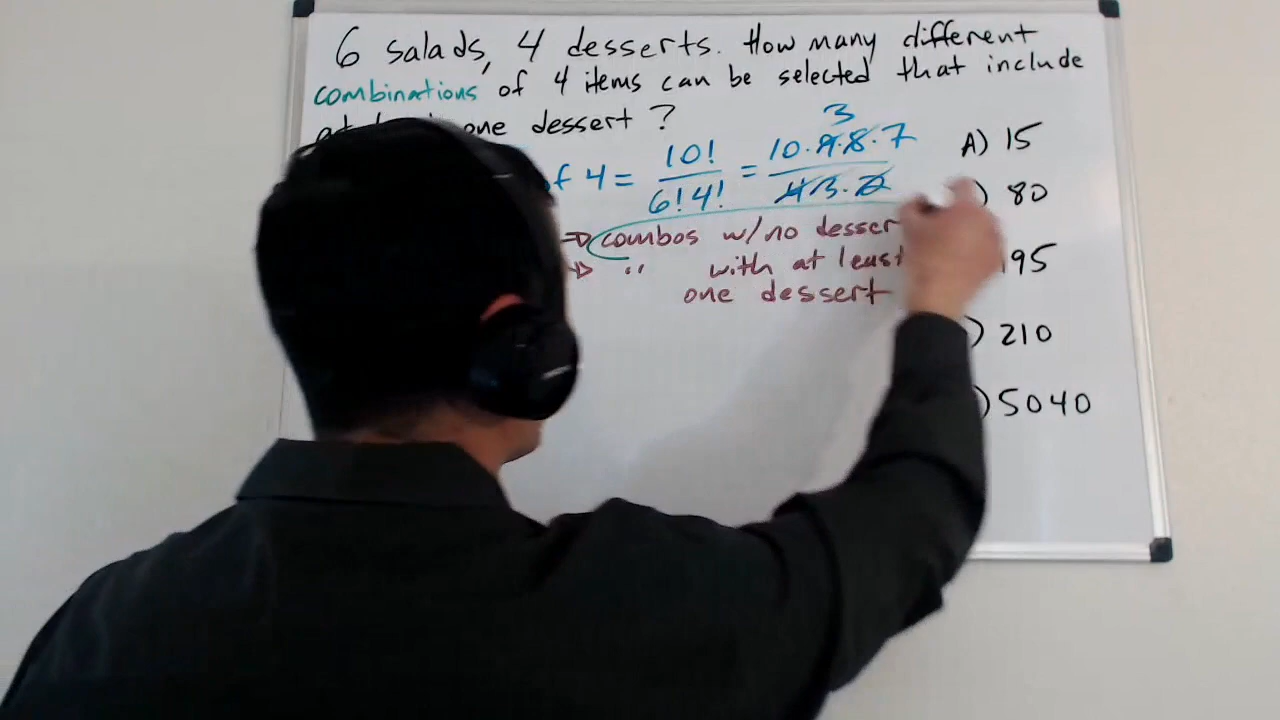 6 salads, 4 desserts. How many different
combinations of 4 items can be selected that include
one dessert ?
of 4 = 10! / 6!4! = 10·9·8·7 / 4·3·2
3
→ combos w/no
→ " with at least
one dessert
A) 15
) 80
195
) 210
) 5040